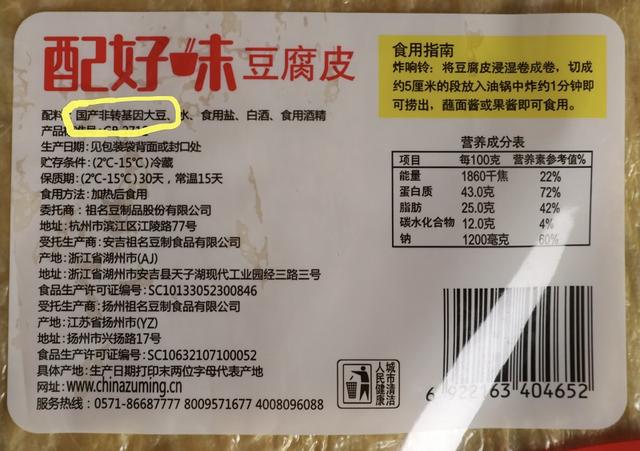 配好味豆腐皮
食用指南
炸响铃：将豆腐皮浸湿卷成卷，切成
约5厘米的段放入油锅中炸约1分钟即
可捞出，蘸面酱或果酱即可食用。
配料：国产非转基因大豆、水、食用盐、白酒、食用酒精
产品标准号：GB 2712
生产日期：见包装袋背面或封口处
贮存条件：(2℃-15℃)冷藏
保质期：(2℃-15℃)30天，常温15天
食用方法：加热后食用
委托商：祖名豆制品股份有限公司
地址：杭州市滨江区江陵路77号
受托生产商：安吉祖名豆制食品有限公司
产地：浙江省湖州市(AJ)
地址：浙江省湖州市安吉县天子湖现代工业园经三路三号
食品生产许可证编号：SC10133052300846
受托生产商：扬州祖名豆制食品有限公司
产地：江苏省扬州市(YZ)
地址：扬州市兴扬路17号
食品生产许可证编号：SC10632107100052
具体产地：生产日期打印末两位字母代表产地
网址：www.chinazuming.cn
服务热线：0571-86687777 8009571677 4008096088
营养成分表
项目 每100克 营养素参考值%
能量 1860千焦 22%
蛋白质 43.0克 72%
脂肪 25.0克 42%
碳水化合物 12.0克 4%
钠 1200毫克 60%
城市清洁
人民健康
6 922163 404652